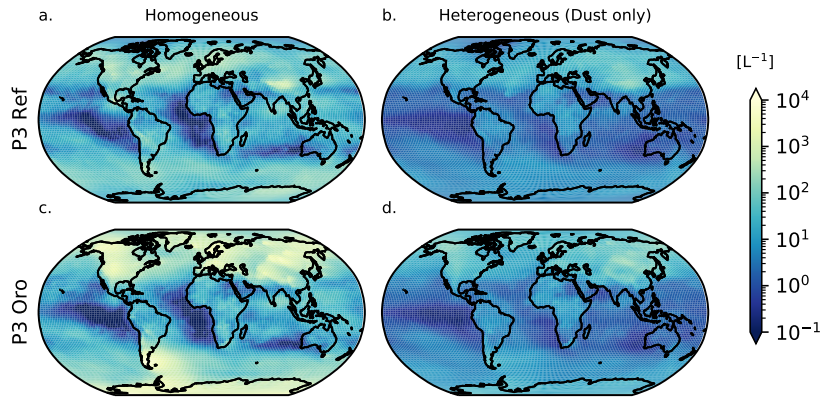 a.
Homogeneous
b.
Heterogeneous (Dust only)
[L⁻¹]
P3 Ref
10⁴
10³
10²
10¹
10⁰
10⁻¹
c.
d.
P3 Oro